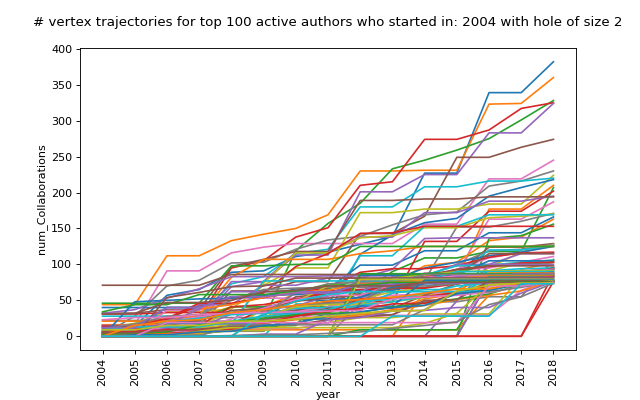 # vertex trajectories for top 100 active authors who started in: 2004 with hole of size 2
400
350
300
250
200
150
100
50
0
num_Collaborations
2004 2005 2006 2007 2008 2009 2010 2011 2012 2013 2014 2015 2016 2017 2018
year